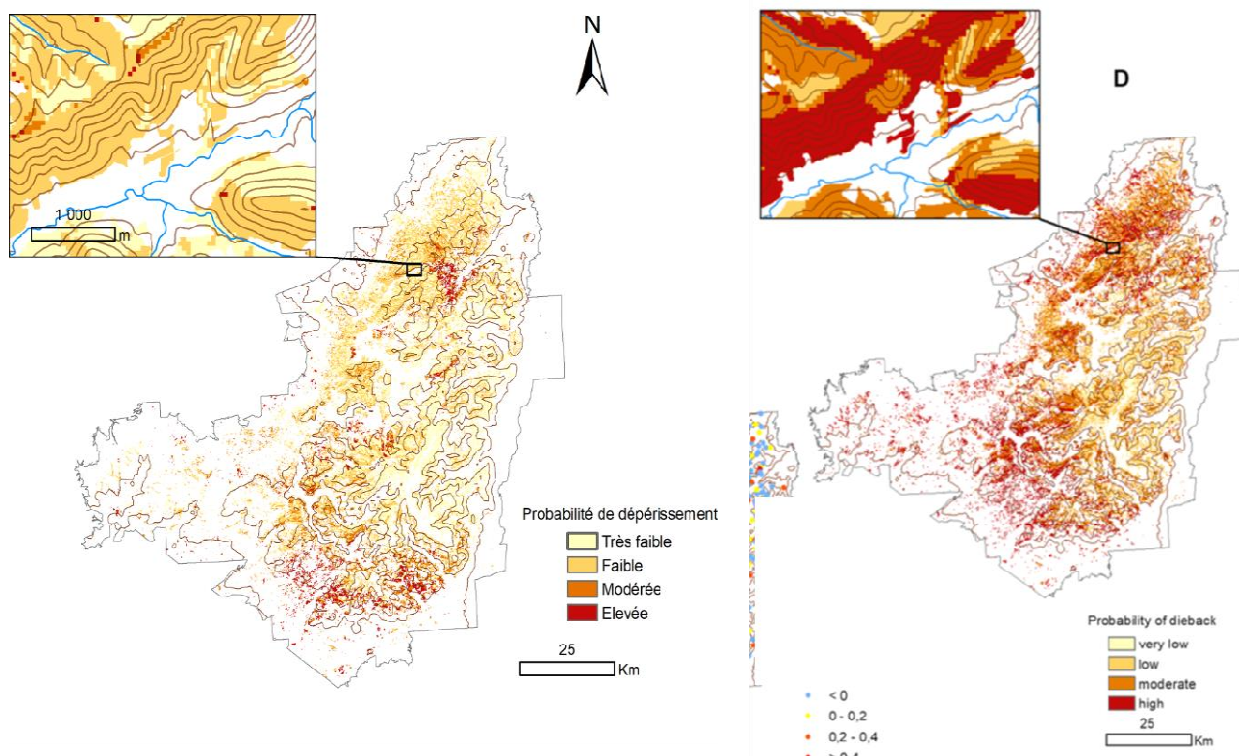 N
1 000
m
Probabilité de dépérissement
Très faible
Faible
Modérée
Elevée
25
Km
D
Probability of dieback
very low
low
moderate
high
25
Km
< 0
0 - 0,2
0,2 - 0,4